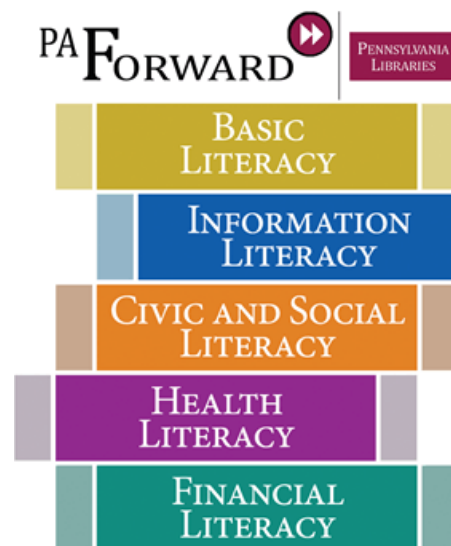 PA FORWARD
PENNSYLVANIA
LIBRARIES
BASIC
LITERACY
INFORMATION
LITERACY
CIVIC AND SOCIAL
LITERACY
HEALTH
LITERACY
FINANCIAL
LITERACY